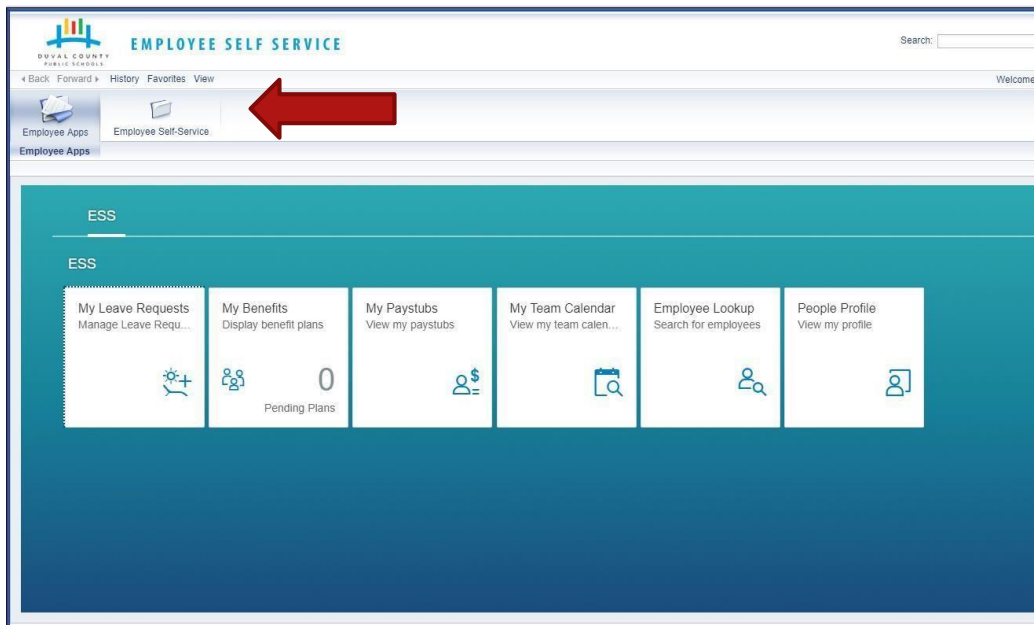 DUVAL COUNTY
PUBLIC SCHOOLS
EMPLOYEE SELF SERVICE
Search:
Back Forward History Favorites View
Welcome
Employee Apps
Employee Self-Service
Employee Apps
ESS
ESS
My Leave Requests
Manage Leave Requ...
My Benefits
Display benefit plans
0
Pending Plans
My Paystubs
View my paystubs
$
My Team Calendar
View my team calen...
Employee Lookup
Search for employees
People Profile
View my profile